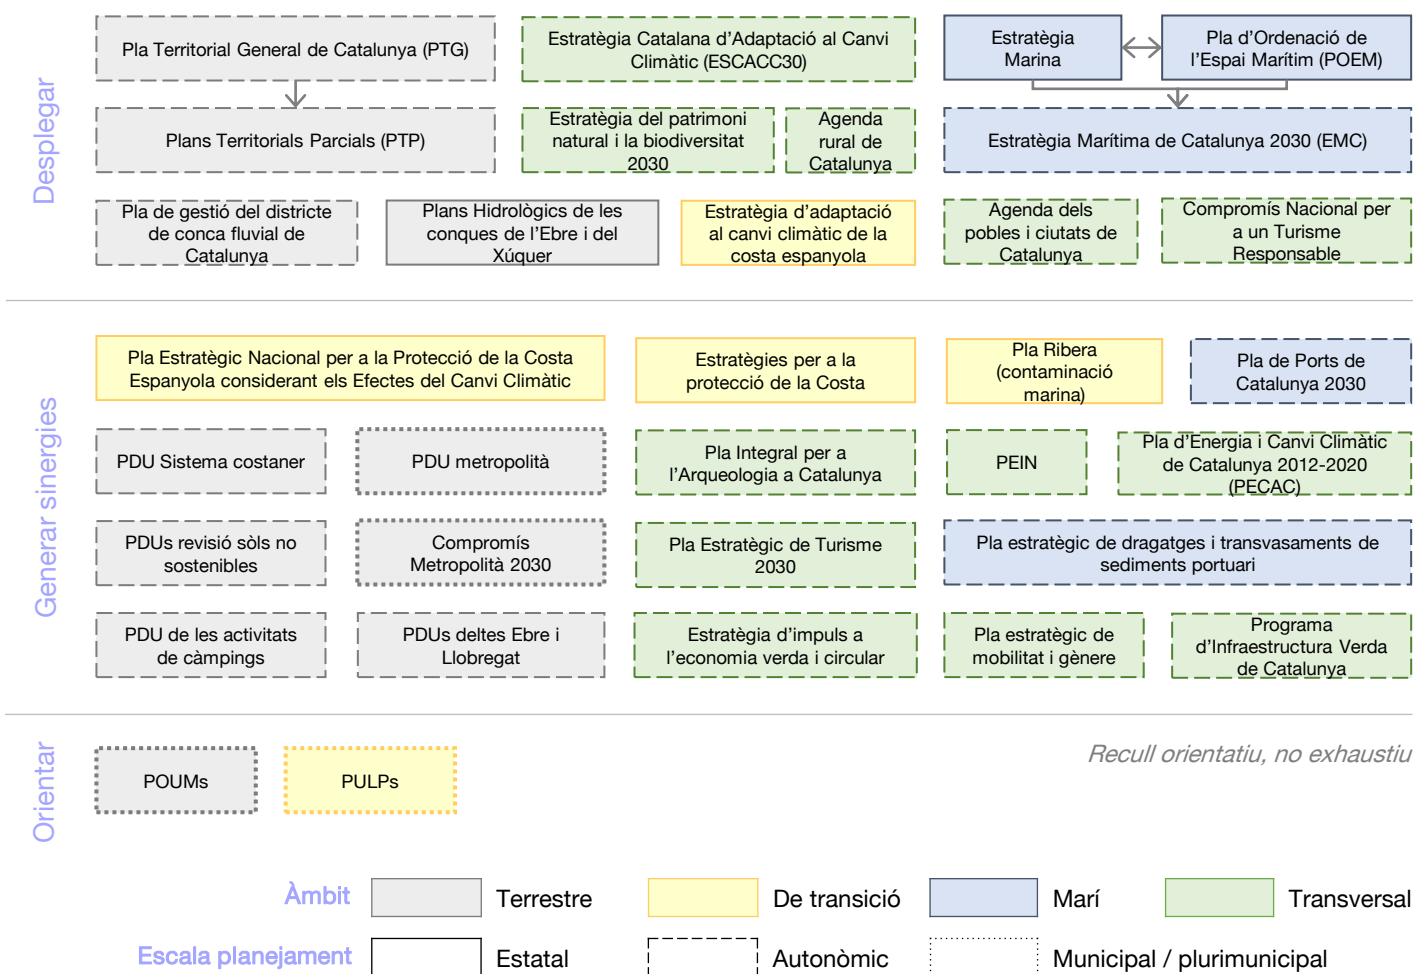 Desplegar
Pla Territorial General de Catalunya (PTG)
Estratègia Catalana d'Adaptació al Canvi
Climàtic (ESCACC30)
Estratègia
Marina
Pla d'Ordenació de
l'Espai Marítim (POEM)
Plans Territorials Parcials (PTP)
Estratègia del patrimoni
natural i la biodiversitat
2030
Agenda
rural de
Catalunya
Estratègia Marítima de Catalunya 2030 (EMC)
Pla de gestió del districte
de conca fluvial de
Catalunya
Plans Hidrològics de les
conques de l'Ebre i del
Xúquer
Estratègia d'adaptació
al canvi climàtic de la
costa espanyola
Agenda dels
pobles i ciutats de
Catalunya
Compromís Nacional per
a un Turisme
Responsable
Generar sinergies
Pla Estratègic Nacional per a la Protecció de la Costa
Espanyola considerant els Efectes del Canvi Climàtic
Estratègies per a la
protecció de la Costa
Pla Ribera
(contaminació
marina)
Pla de Ports de
Catalunya 2030
PDU Sistema costaner
PDU metropolità
Pla Integral per a
l'Arqueologia a Catalunya
PEIN
Pla d'Energia i Canvi Climàtic
de Catalunya 2012-2020
(PECAC)
PDUs revisió sòls no
sostenibles
Compromís
Metropolità 2030
Pla Estratègic de Turisme
2030
Pla estratègic de dragatges i transvasaments de
sediments portuari
PDU de les activitats
de càmpings
PDUs deltes Ebre i
Llobregat
Estratègia d'impuls a
l'economia verda i circular
Pla estratègic de
mobilitat i gènere
Programa
d'Infraestructura Verda
de Catalunya
Orientar
POUMs
PULPs
Recull orientatiu, no exhaustiu
Àmbit
Terrestre
De transició
Marí
Transversal
Escala planejament
Estatal
Autonòmic
Municipal / plurimunicipal